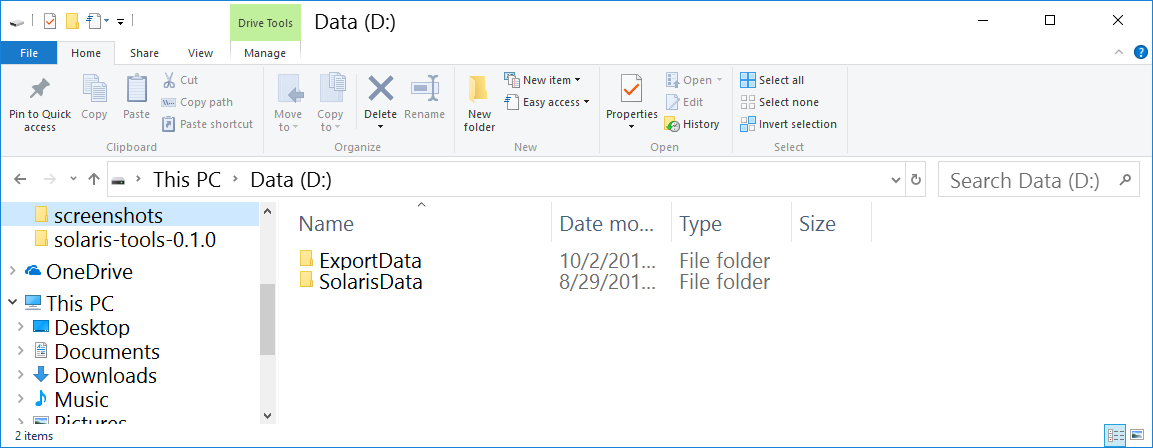 Drive Tools
Data (D:)
File
Home
Share
View
Manage
Pin to Quick access
Copy
Paste
Cut
Copy path
Paste shortcut
Clipboard
Move to
Copy to
Delete
Rename
Organize
New folder
New item
Easy access
New
Properties
Open
Edit
History
Open
Select all
Select none
Invert selection
Select
This PC
Data (D:)
Search Data (D:)
screenshots
solaris-tools-0.1.0
OneDrive
This PC
Desktop
Documents
Downloads
Music
Pictures
Name
Date mo...
Type
Size
ExportData
10/2/201...
File folder
SolarisData
8/29/201...
File folder
2 items